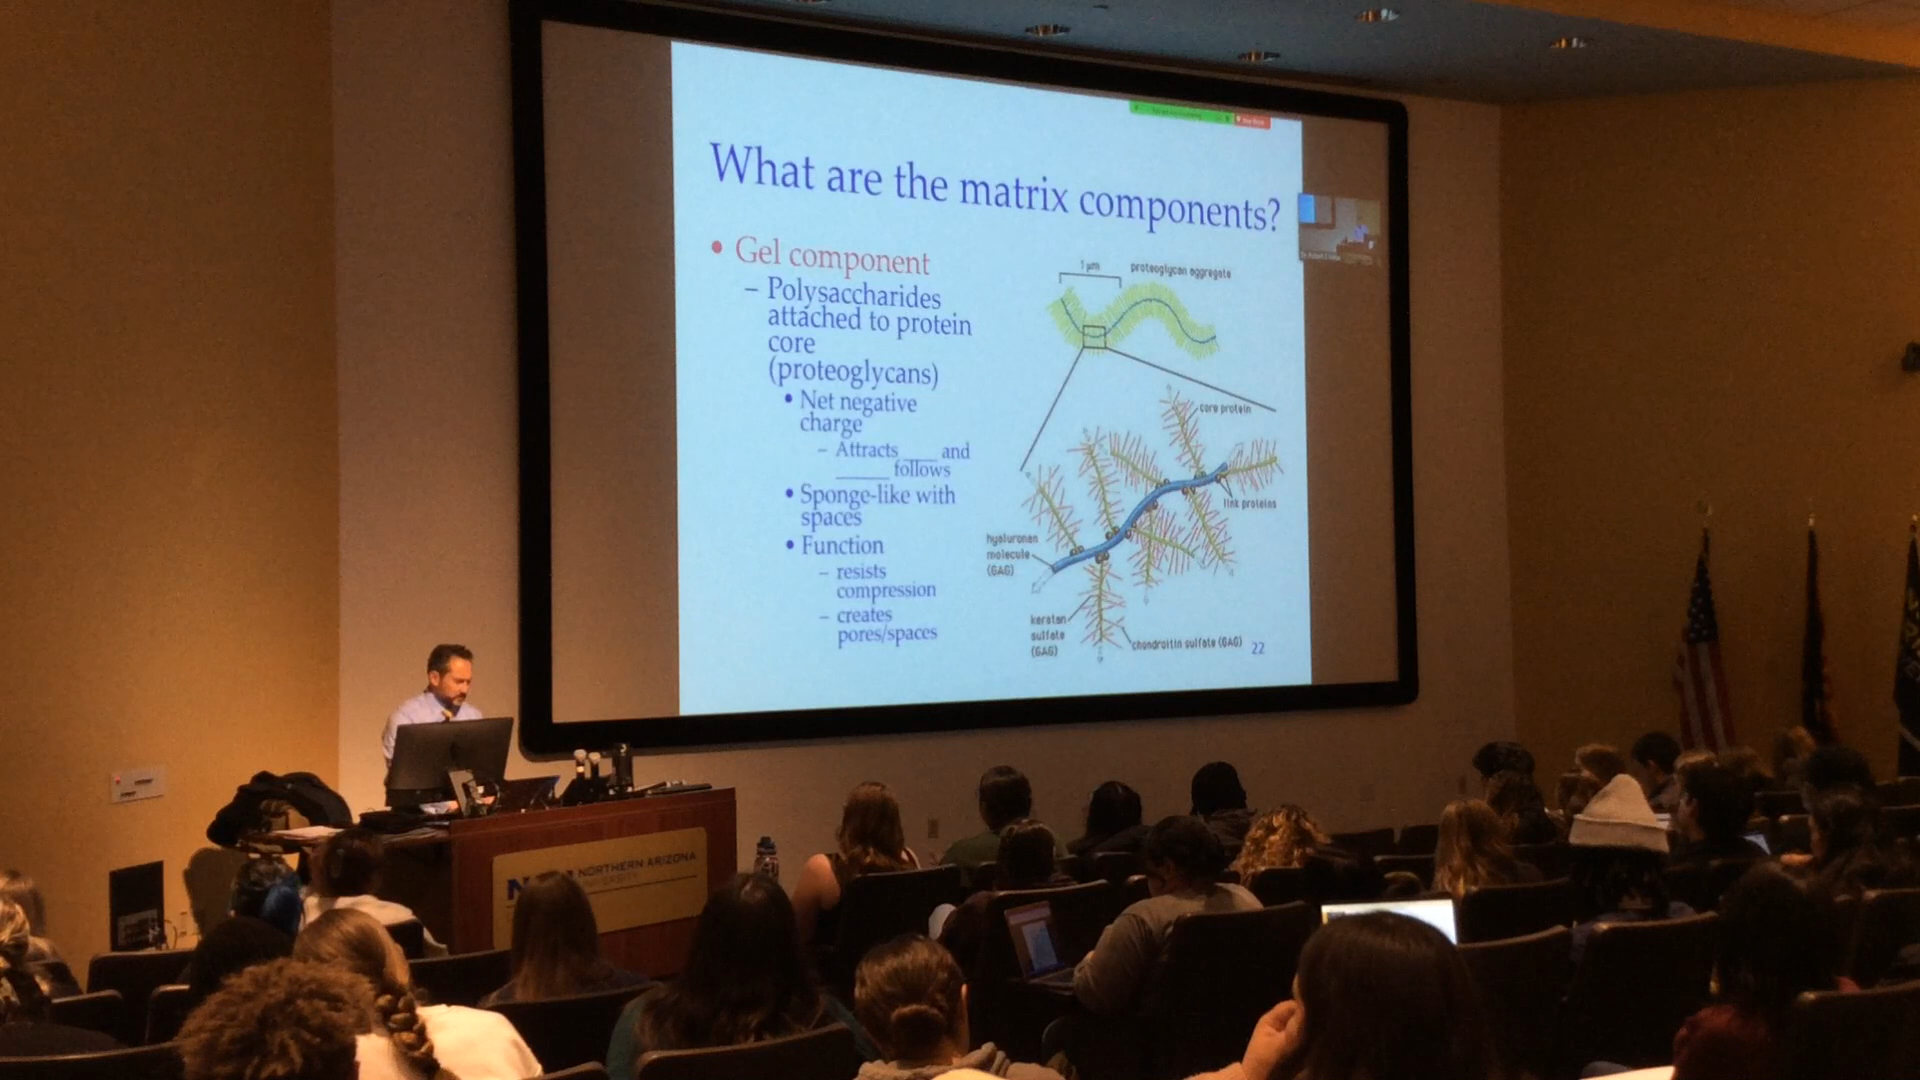 What are the matrix components?
• Gel component
– Polysaccharides
attached to protein
core
(proteoglycans)
• Net negative
charge
– Attracts ____ and
_____ follows
• Sponge-like with
spaces
• Function
– resists
compression
– creates
pores/spaces
1 µm
proteoglycan aggregate
core protein
link proteins
hyaluronan
molecule
(GAG)
keratan
sulfate
(GAG)
chondroitin sulfate (GAG)
22
NORTHERN ARIZONA
UNIVERSITY